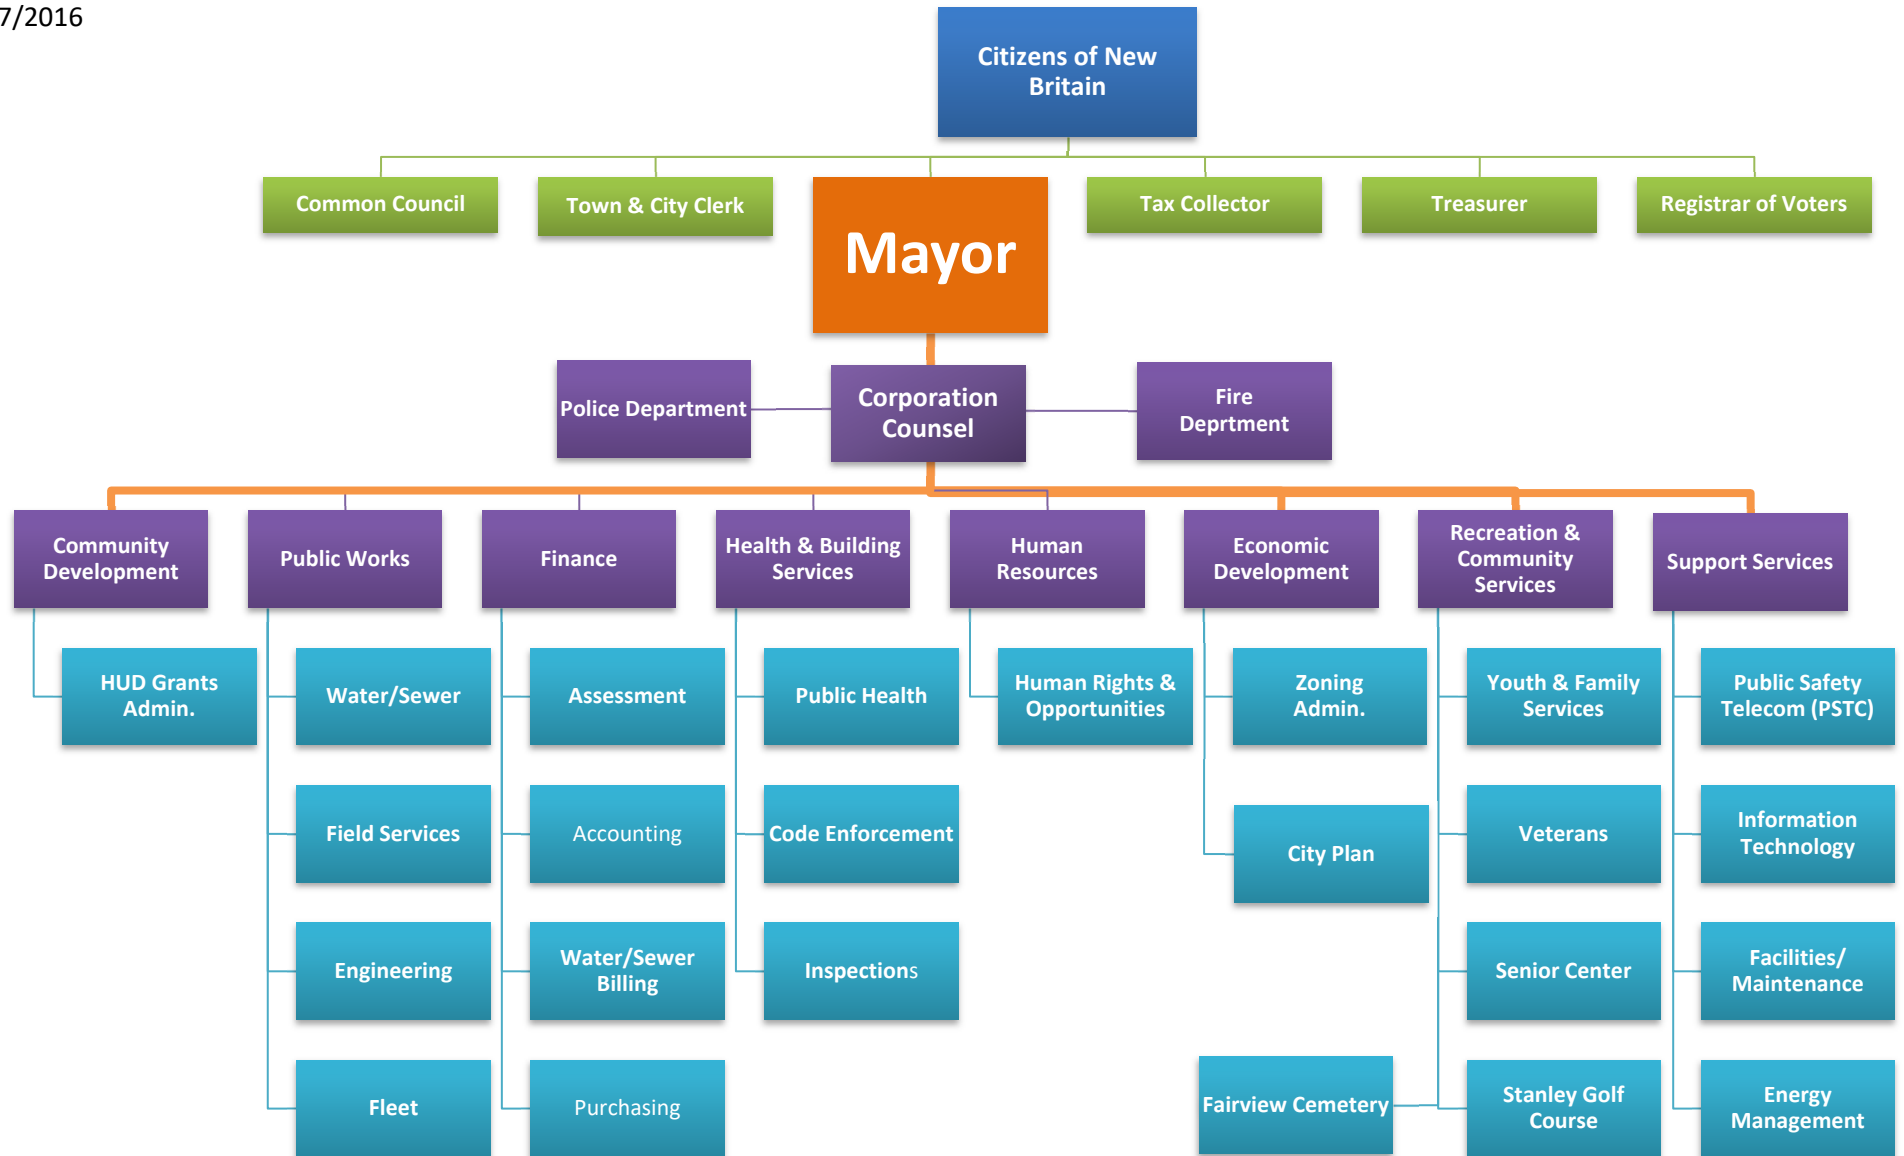 7/2016
Citizens of New
Britain
Common Council
Town & City Clerk
Mayor
Tax Collector
Treasurer
Registrar of Voters
Police Department
Corporation
Counsel
Fire
Deprtment
Community
Development
Public Works
Finance
Health & Building
Services
Human
Resources
Economic
Development
Recreation &
Community
Services
Support Services
HUD Grants
Admin.
Water/Sewer
Assessment
Public Health
Human Rights &
Opportunities
Zoning
Admin.
Youth & Family
Services
Public Safety
Telecom (PSTC)
Field Services
Accounting
Code Enforcement
City Plan
Veterans
Information
Technology
Engineering
Water/Sewer
Billing
Inspections
Senior Center
Facilities/
Maintenance
Fleet
Purchasing
Fairview Cemetery
Stanley Golf
Course
Energy
Management